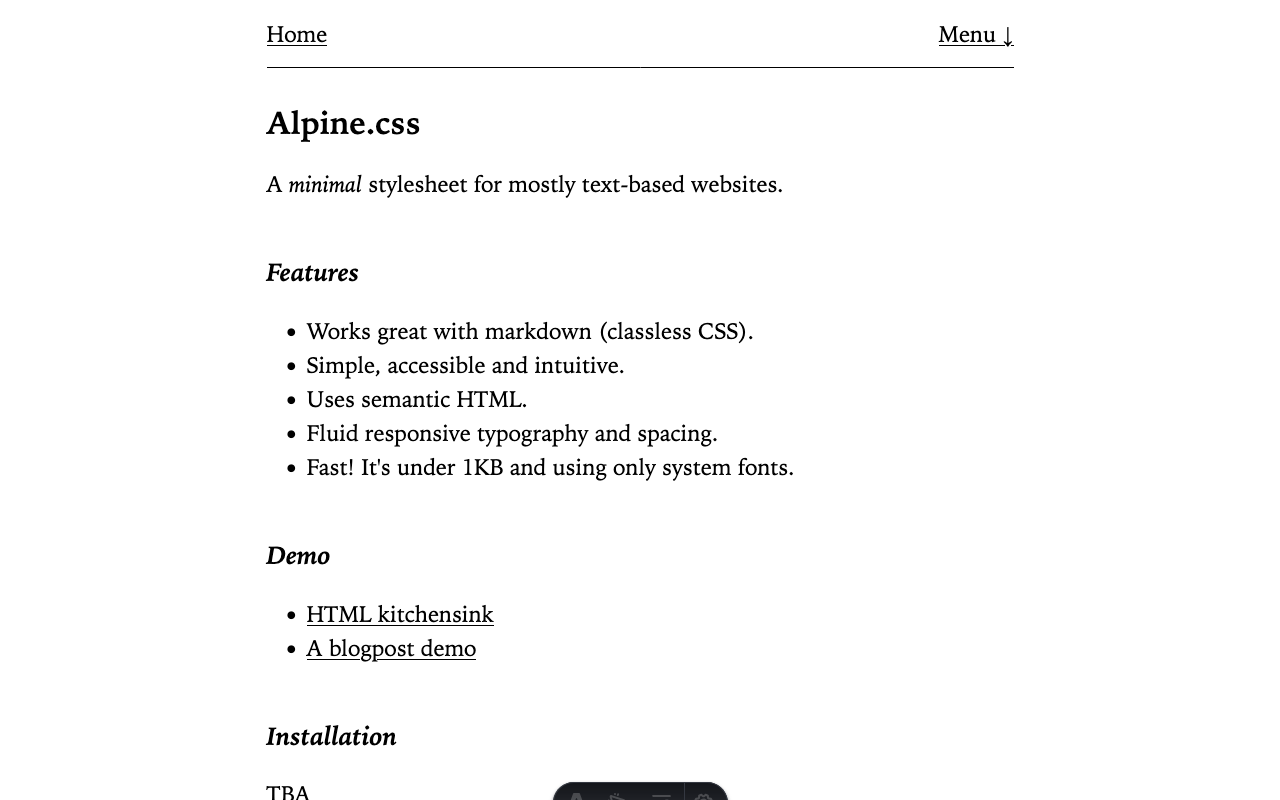 Home
Menu ↓
Alpine.css
A minimal stylesheet for mostly text-based websites.
Features
• Works great with markdown (classless CSS).
• Simple, accessible and intuitive.
• Uses semantic HTML.
• Fluid responsive typography and spacing.
• Fast! It's under 1KB and using only system fonts.
Demo
• HTML kitchensink
• A blogpost demo
Installation
TBA